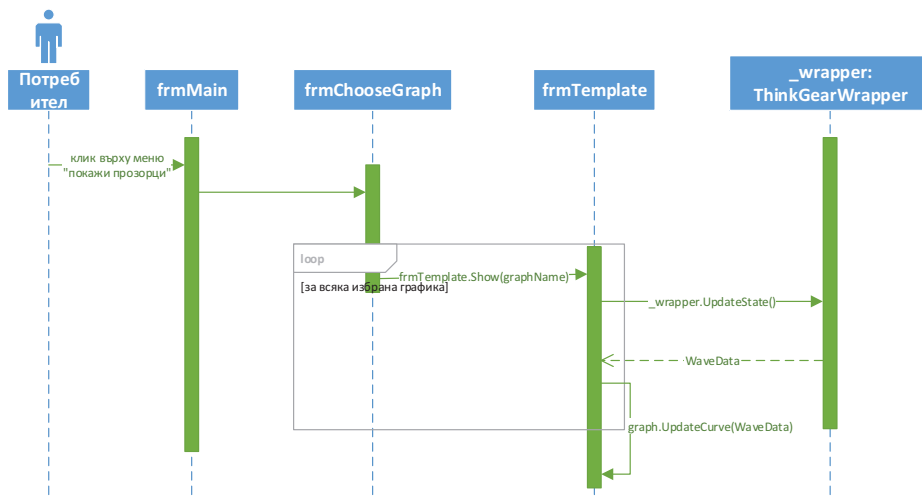 Потреб
ител
frmMain
frmChooseGraph
frmTemplate
_wrapper:
ThinkGearWrapper
клик върху меню
"покажи прозорци"
loop
frmTemplate.Show(graphName)
[за всяка избрана графика]
_wrapper.UpdateState()
WaveData
graph.UpdateCurve(WaveData)